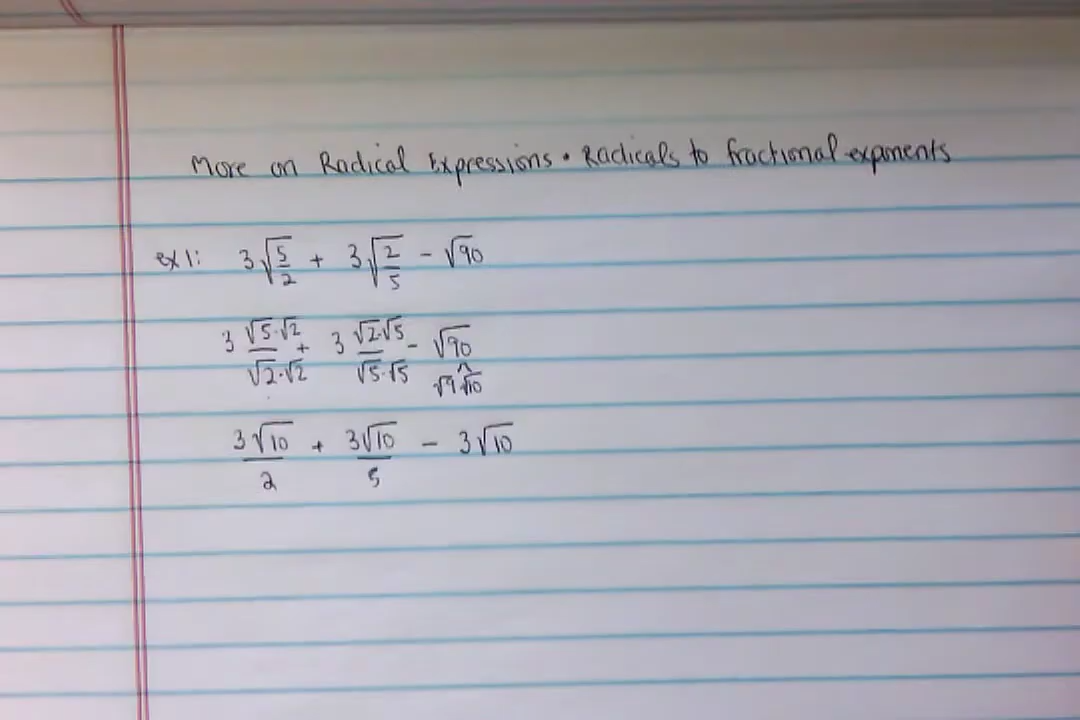 More on Radical Expressions • Radicals to fractional exponents
ex 1: 3√(5/2) + 3√(2/5) - √90
3 (√5·√2)/(√2·√2) + 3 (√2·√5)/(√5·√5) - √90
√9 √10
(3√10)/2 + (3√10)/5 - 3√10